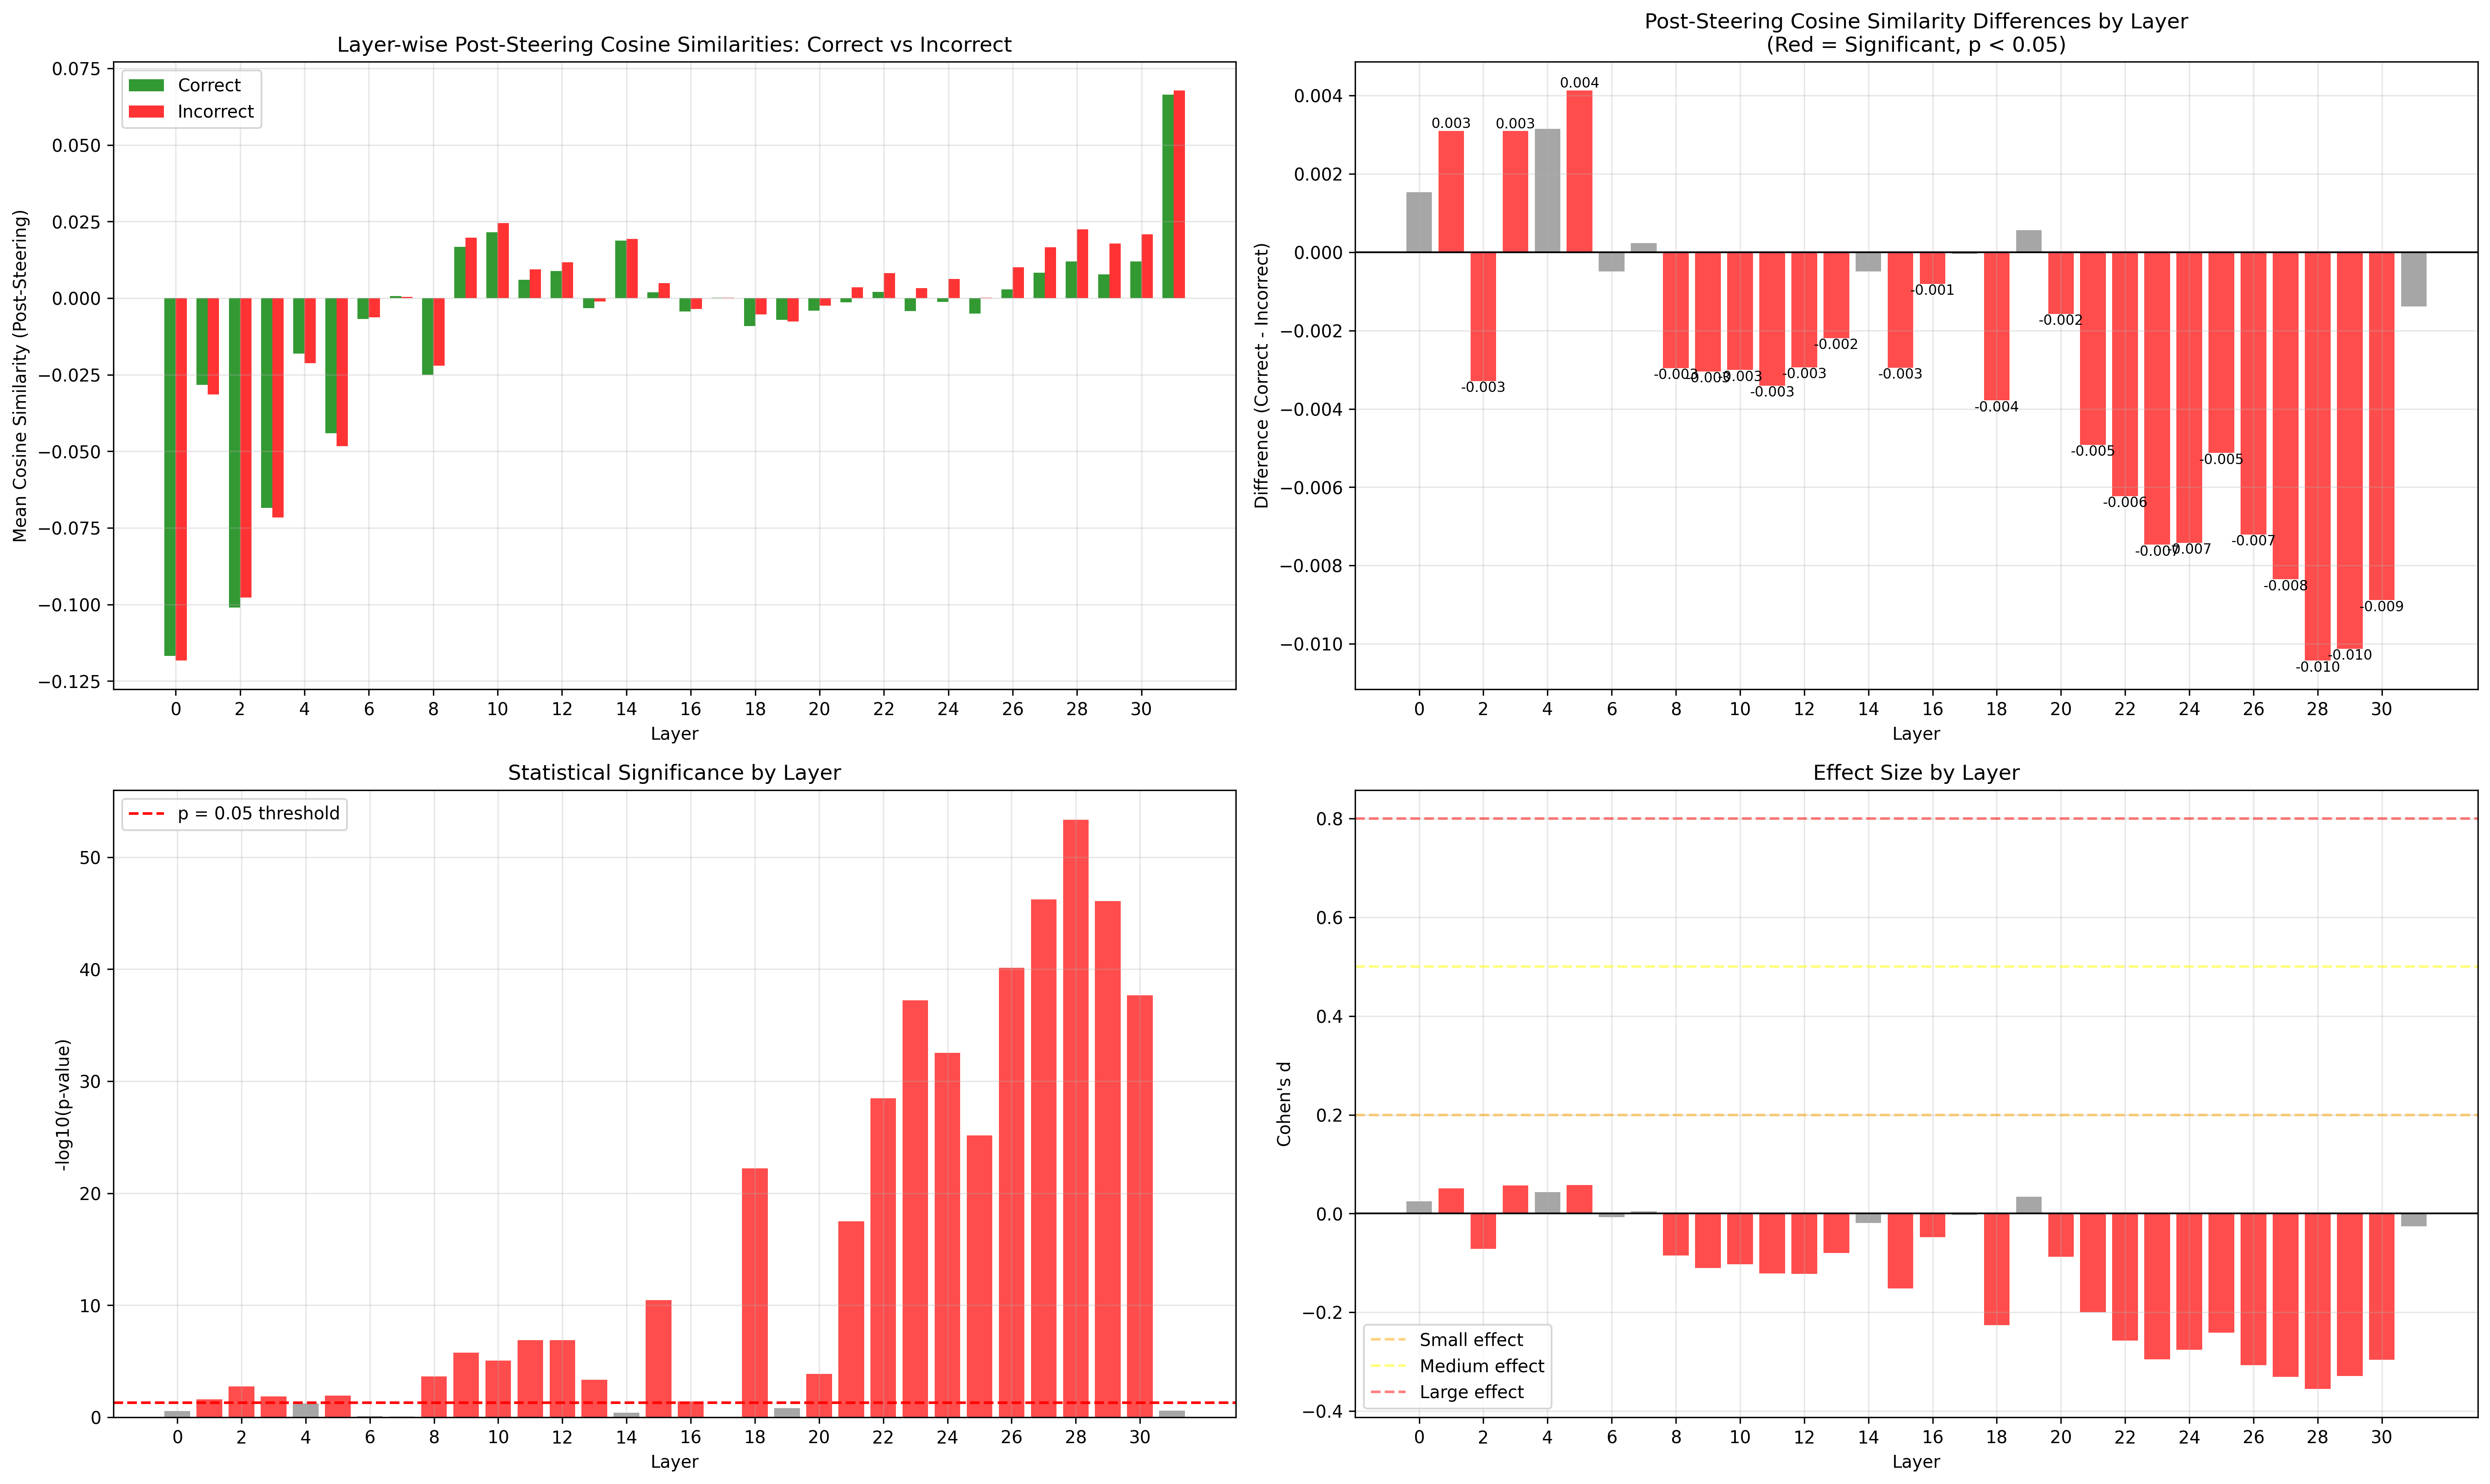 Layer-wise Post-Steering Cosine Similarities: Correct vs Incorrect
Correct
Incorrect
Mean Cosine Similarity (Post-Steering)
0.075
0.050
0.025
0.000
−0.025
−0.050
−0.075
−0.100
−0.125
0 2 4 6 8 10 12 14 16 18 20 22 24 26 28 30
Layer
Post-Steering Cosine Similarity Differences by Layer
(Red = Significant, p < 0.05)
Difference (Correct - Incorrect)
0.004
0.002
0.000
−0.002
−0.004
−0.006
−0.008
−0.010
0.003
-0.003
0.003
0.004
-0.003
-0.003
-0.003
-0.003
-0.003
-0.002
-0.003
-0.001
-0.004
-0.002
-0.005
-0.006
-0.007
-0.007
-0.005
-0.007
-0.008
-0.010
-0.010
-0.009
0 2 4 6 8 10 12 14 16 18 20 22 24 26 28 30
Layer
Statistical Significance by Layer
p = 0.05 threshold
-log10(p-value)
50
40
30
20
10
0
0 2 4 6 8 10 12 14 16 18 20 22 24 26 28 30
Layer
Effect Size by Layer
Cohen's d
0.8
0.6
0.4
0.2
0.0
−0.2
−0.4
Small effect
Medium effect
Large effect
0 2 4 6 8 10 12 14 16 18 20 22 24 26 28 30
Layer